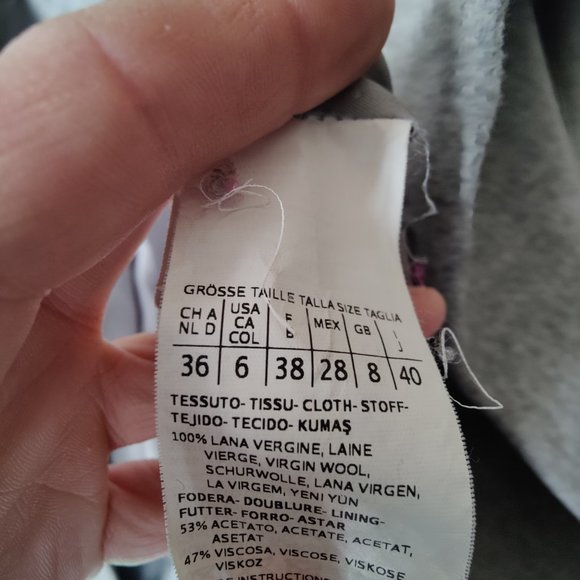 GRÖSSE TAILLE TALLA SIZE TAGLIA
CH A USA MEX GB
NL D CA
COL
36 6 38 28 8 40
TESSUTO- TISSU- CLOTH- STOFF-
TEJIDO- TECIDO- KUMAŞ
100% LANA VERGINE, LAINE
VIERGE, VIRGIN WOOL,
SCHURWOLLE, LANA VIRGEN,
LA VIRGEM, YENI YÜN
FODERA- DOUBLURE- LINING-
FUTTER- FORRO- ASTAR
53% ACETATO, ACETATE, ACETAT,
ASETAT
47% VISCOSA, VISCOSE, VISKOSE
VISKOZ